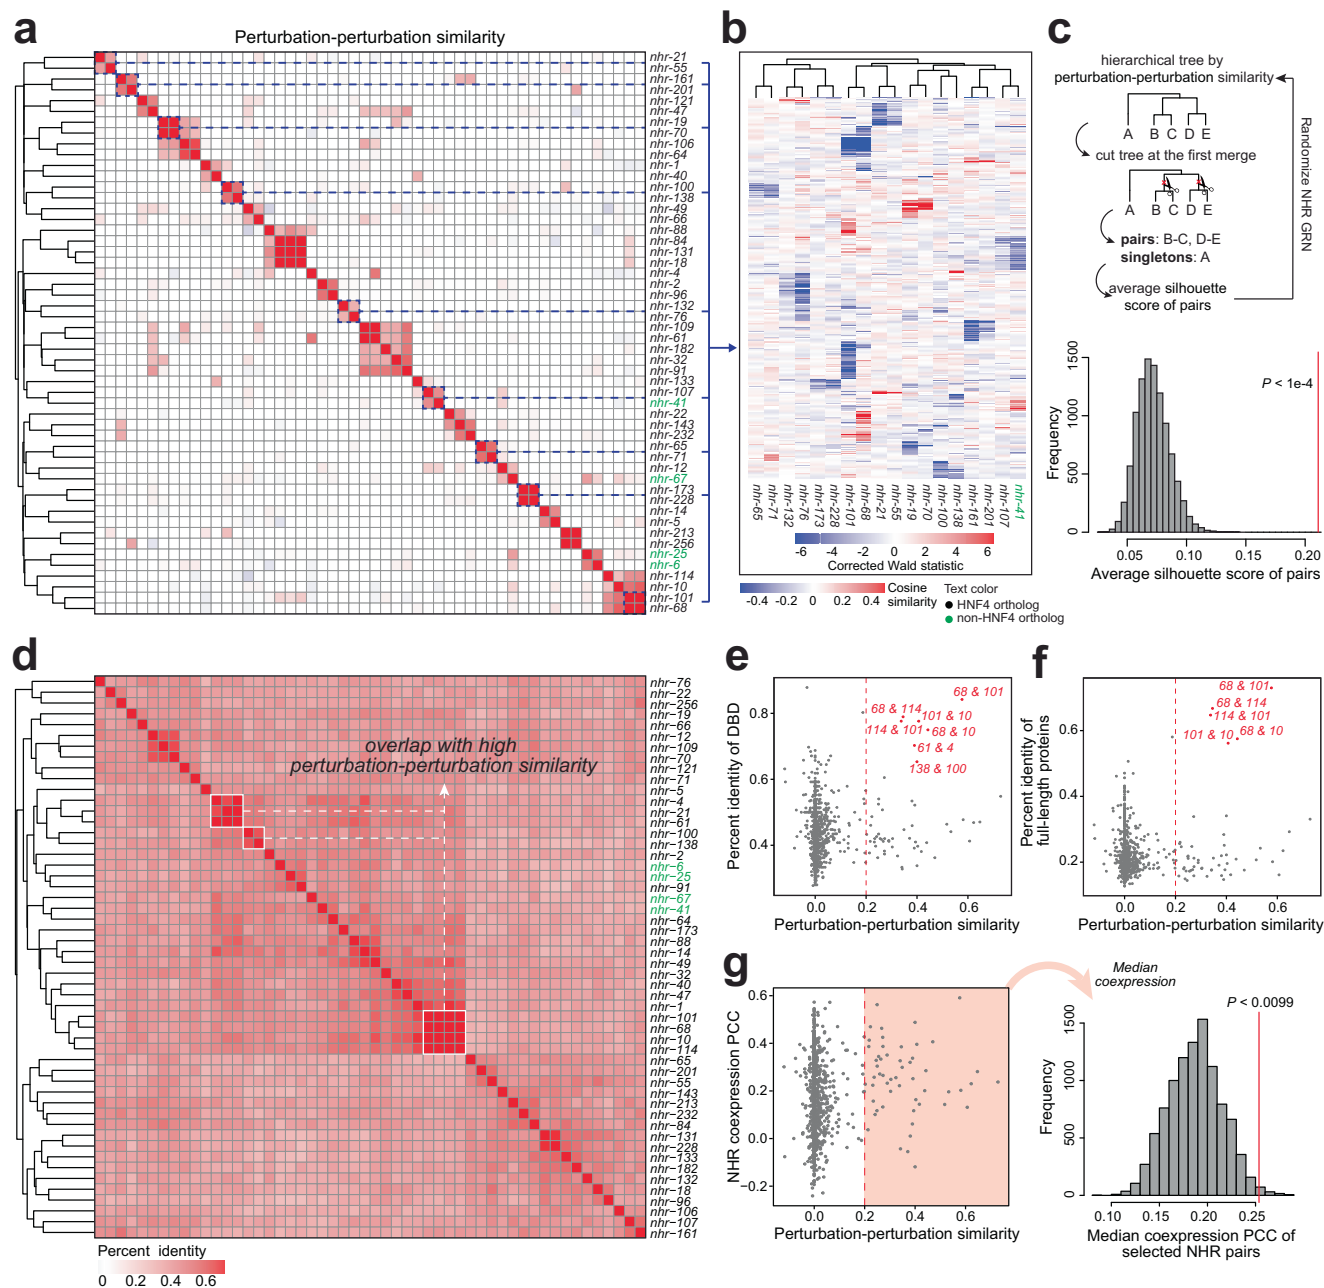 a
Perturbation-perturbation similarity
nhr-21
nhr-55
nhr-161
nhr-201
nhr-121
nhr-47
nhr-19
nhr-70
nhr-106
nhr-64
nhr-1
nhr-40
nhr-100
nhr-138
nhr-49
nhr-66
nhr-88
nhr-84
nhr-131
nhr-18
nhr-4
nhr-2
nhr-96
nhr-132
nhr-76
nhr-109
nhr-61
nhr-182
nhr-32
nhr-91
nhr-133
nhr-107
nhr-41
nhr-22
nhr-143
nhr-232
nhr-65
nhr-71
nhr-12
nhr-67
nhr-173
nhr-228
nhr-14
nhr-5
nhr-213
nhr-256
nhr-25
nhr-6
nhr-114
nhr-10
nhr-101
nhr-68
b
nhr-65
nhr-71
nhr-132
nhr-76
nhr-173
nhr-228
nhr-101
nhr-68
nhr-21
nhr-55
nhr-19
nhr-70
nhr-100
nhr-138
nhr-161
nhr-201
nhr-107
nhr-41
-6 -4 -2 0 2 4 6
Corrected Wald statistic
-0.4 -0.2 0 0.2 0.4
Cosine
similarity
Text color
HNF4 ortholog
non-HNF4 ortholog
c
hierarchical tree by
perturbation-perturbation similarity
A B C D E
cut tree at the first merge
A B C D E
pairs: B-C, D-E
singletons: A
average silhouette
score of pairs
Randomize NHR GRN
Frequency
1500
1000
500
0
P < 1e-4
0.05 0.10 0.15 0.20
Average silhouette score of pairs
d
overlap with high
perturbation-perturbation similarity
nhr−76
nhr−22
nhr−256
nhr−19
nhr−66
nhr−12
nhr−109
nhr−70
nhr−121
nhr−71
nhr−5
nhr−4
nhr−21
nhr−61
nhr−100
nhr−138
nhr−2
nhr−6
nhr−25
nhr−91
nhr−67
nhr−41
nhr−64
nhr−173
nhr−88
nhr−14
nhr−49
nhr−32
nhr−40
nhr−47
nhr−1
nhr−101
nhr−68
nhr−10
nhr−114
nhr−65
nhr−201
nhr−55
nhr−143
nhr−213
nhr−232
nhr−84
nhr−131
nhr−228
nhr−133
nhr−182
nhr−132
nhr−18
nhr−96
nhr−106
nhr−107
nhr−161
Percent identity
0 0.2 0.4 0.6
e
Percent identity of DBD
0.8
0.6
0.4
68 & 101
68 & 114
101 & 10
114 & 101
68 & 10
61 & 4
138 & 100
0.0 0.2 0.4 0.6
Perturbation-perturbation similarity
f
Percent identity of
full-length proteins
0.6
0.4
0.2
68 & 101
68 & 114
114 & 101
101 & 10
68 & 10
0.0 0.2 0.4 0.6
Perturbation-perturbation similarity
g
NHR coexpression PCC
0.6
0.4
0.2
0.0
−0.2
0.0 0.2 0.4 0.6
Perturbation-perturbation similarity
Median
coexpression
P < 0.0099
Frequency
1500
1000
500
0
0.10 0.15 0.20 0.25
Median coexpression PCC of
selected NHR pairs